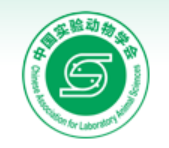 中国实验动物学会
Chinese Association for Laboratory Animal Sciences